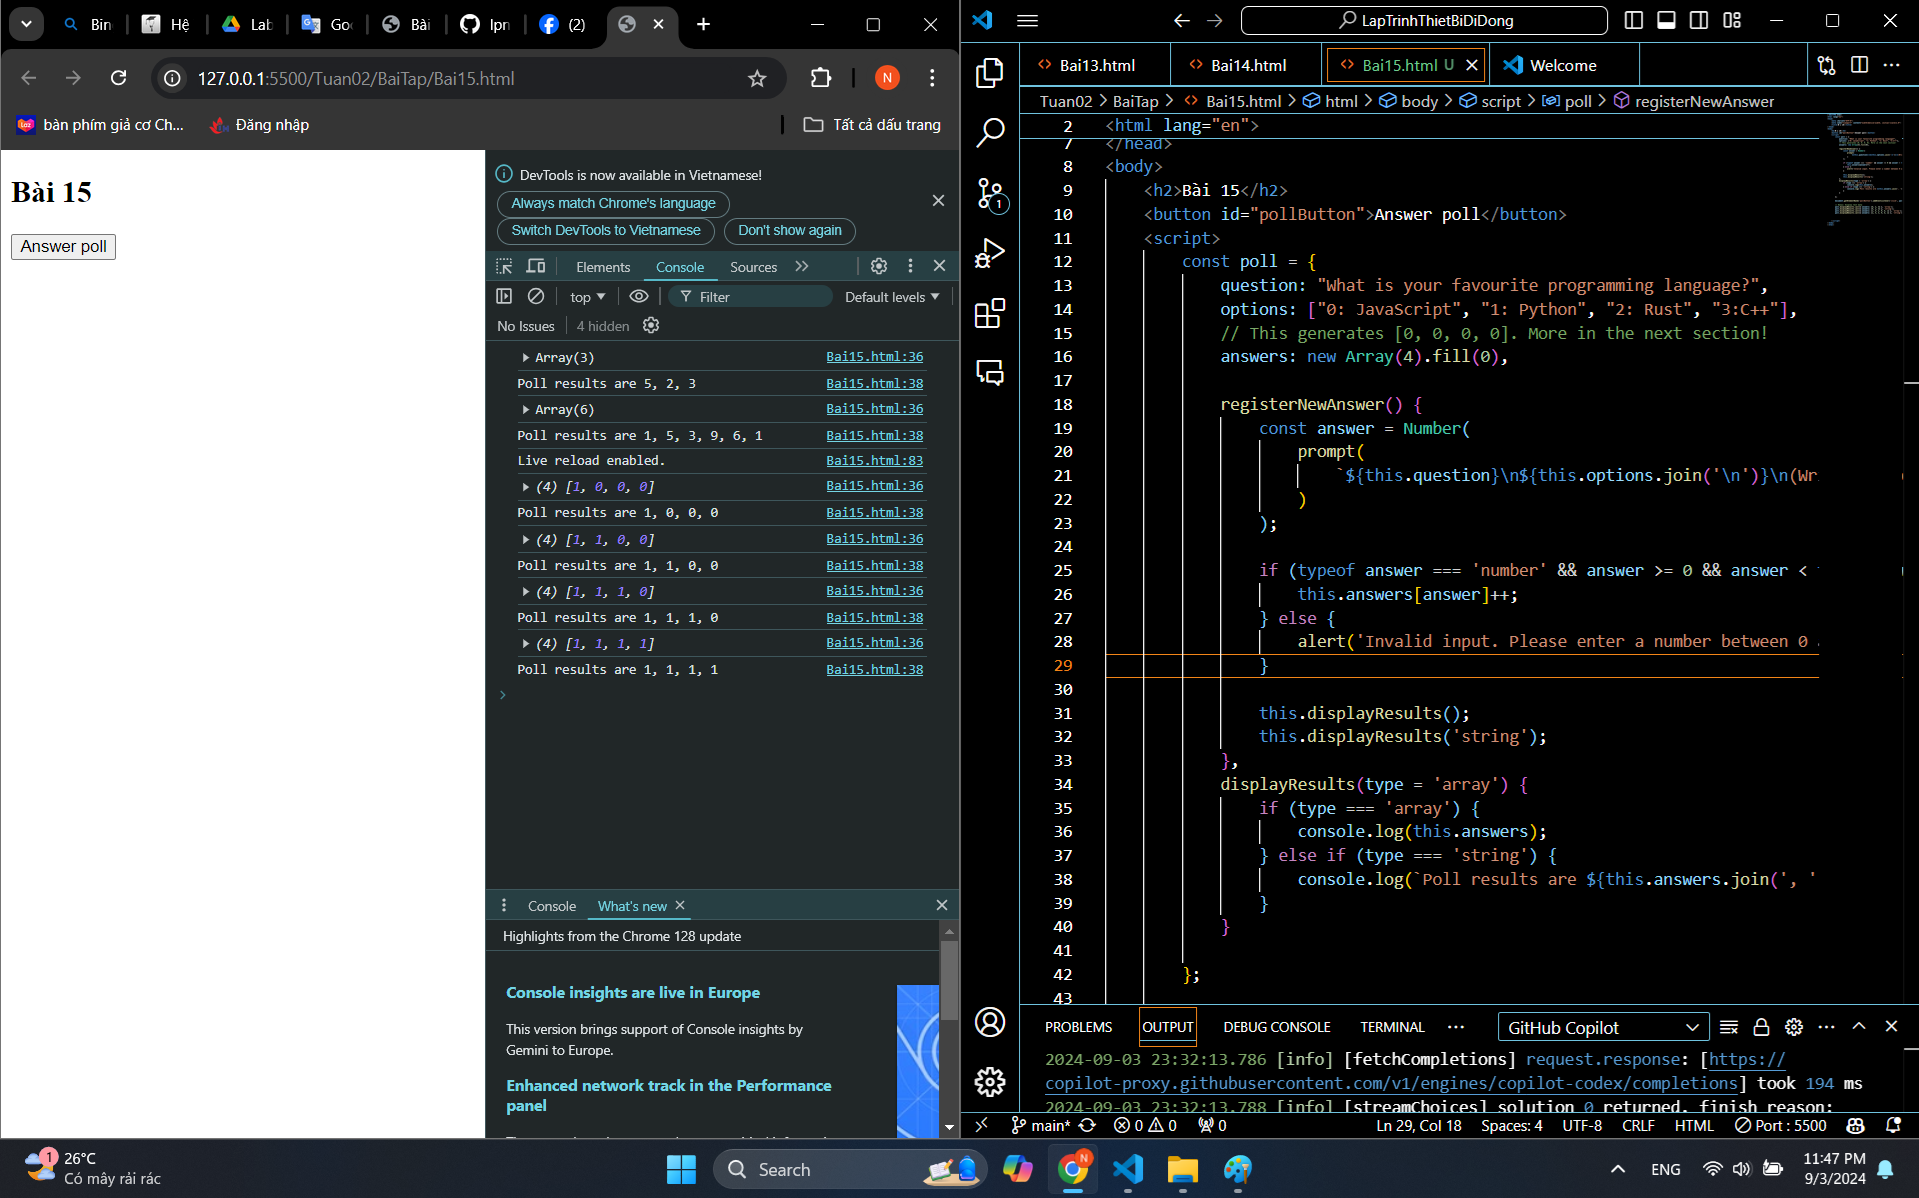 Bin
Hệ
Lab
Goo
Bài
lpn
(2)
127.0.0.1:5500/Tuan02/BaiTap/Bai15.html
N
bàn phím giả cơ Ch...
Đăng nhập
Tất cả dấu trang
Bài 15
Answer poll
DevTools is now available in Vietnamese!
Always match Chrome's language
Switch DevTools to Vietnamese
Don't show again
Elements
Console
Sources
top
Filter
Default levels
No Issues
4 hidden
Array(3) Bai15.html:36
Poll results are 5, 2, 3 Bai15.html:38
Array(6) Bai15.html:36
Poll results are 1, 5, 3, 9, 6, 1 Bai15.html:38
Live reload enabled. Bai15.html:83
(4) [1, 0, 0, 0] Bai15.html:36
Poll results are 1, 0, 0, 0 Bai15.html:38
(4) [1, 1, 0, 0] Bai15.html:36
Poll results are 1, 1, 0, 0 Bai15.html:38
(4) [1, 1, 1, 0] Bai15.html:36
Poll results are 1, 1, 1, 0 Bai15.html:38
(4) [1, 1, 1, 1] Bai15.html:36
Poll results are 1, 1, 1, 1 Bai15.html:38
Console
What's new
Highlights from the Chrome 128 update
Console insights are live in Europe
This version brings support of Console insights by
Gemini to Europe.
Enhanced network track in the Performance
panel
LapTrinhThietBiDiDong
Bai13.html
Bai14.html
Bai15.html U
Welcome
Tuan02 > BaiTap > Bai15.html > html > body > script > poll > registerNewAnswer
2 <html lang="en">
7 </head>
8 <body>
9 <h2>Bài 15</h2>
10 <button id="pollButton">Answer poll</button>
11 <script>
12 const poll = {
13 question: "What is your favourite programming language?",
14 options: ["0: JavaScript", "1: Python", "2: Rust", "3:C++"],
15 // This generates [0, 0, 0, 0]. More in the next section!
16 answers: new Array(4).fill(0),
17
18 registerNewAnswer() {
19 const answer = Number(
20 prompt(
21 `${this.question}\n${this.options.join('\n')}\n(Wr
22 )
23 );
24
25 if (typeof answer === 'number' && answer >= 0 && answer <
26 this.answers[answer]++;
27 } else {
28 alert('Invalid input. Please enter a number between 0
29 }
30
31 this.displayResults();
32 this.displayResults('string');
33 },
34 displayResults(type = 'array') {
35 if (type === 'array') {
36 console.log(this.answers);
37 } else if (type === 'string') {
38 console.log(`Poll results are ${this.answers.join(', '
39 }
40 }
41
42 };
43
1
PROBLEMS
OUTPUT
DEBUG CONSOLE
TERMINAL
GitHub Copilot
2024-09-03 23:32:13.786 [info] [fetchCompletions] request.response: [https://
copilot-proxy.githubusercontent.com/v1/engines/copilot-codex/completions] took 194 ms
2024-09-03 23:32:13.788 [info] [streamChoices] solution 0 returned. finish reason:
main*
0
0
0
Ln 29, Col 18
Spaces: 4
UTF-8
CRLF
HTML
Port : 5500
1
26°C
Có mây rải rác
Search
N
ENG
11:47 PM
9/3/2024